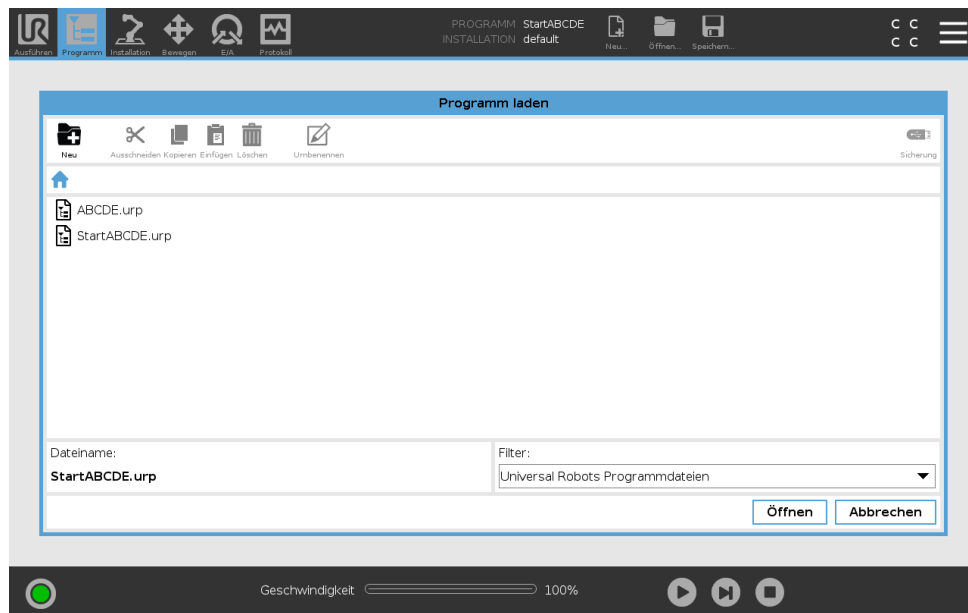 PROGRAMM StartABCDE
INSTALLATION default
Ausführen Programm Installation Bewegen E/A Protokoll Neu... Öffnen... Speichern...
C C
C C
Programm laden
Neu Ausschneiden Kopieren Einfügen Löschen Umbenennen Sicherung
ABCDE.urp
StartABCDE.urp
Dateiname: Filter:
StartABCDE.urp Universal Robots Programmdateien
Öffnen Abbrechen
Geschwindigkeit 100%